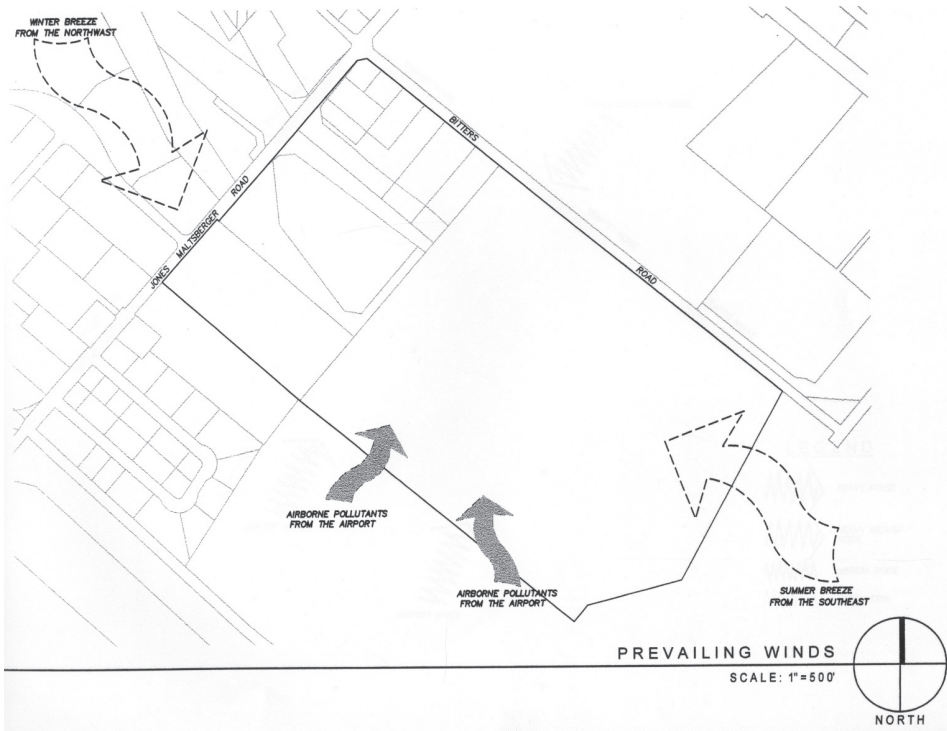 WINTER BREEZE
FROM THE NORTHWAST
BITTERS
ROAD
JONES MALTSBERGER ROAD
AIRBORNE POLLUTANTS
FROM THE AIRPORT
AIRBORNE POLLUTANTS
FROM THE AIRPORT
SUMMER BREEZE
FROM THE SOUTHEAST
PREVAILING WINDS
SCALE: 1"=500'
NORTH